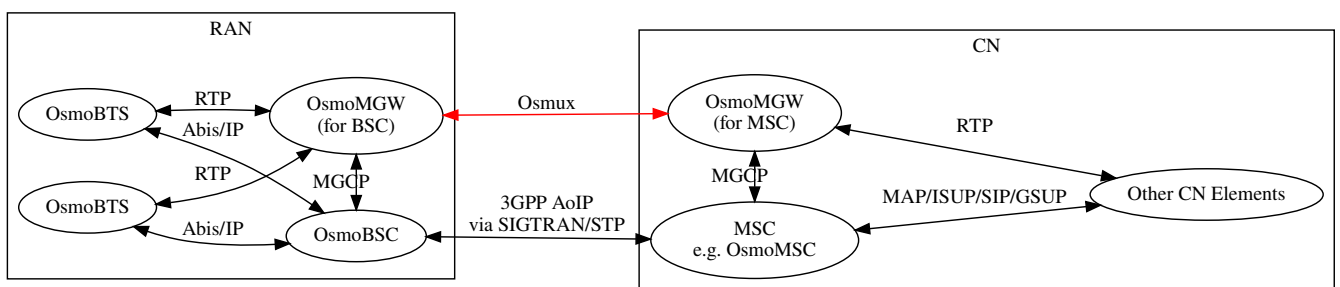 RAN
CN
OsmoBTS
RTP
OsmoMGW
(for BSC)
Osmux
OsmoMGW
(for MSC)
RTP
Abis/IP
RTP
MGCP
MGCP
OsmoBTS
Abis/IP
OsmoBSC
3GPP AoIP
via SIGTRAN/STP
MSC
e.g. OsmoMSC
MAP/ISUP/SIP/GSUP
Other CN Elements